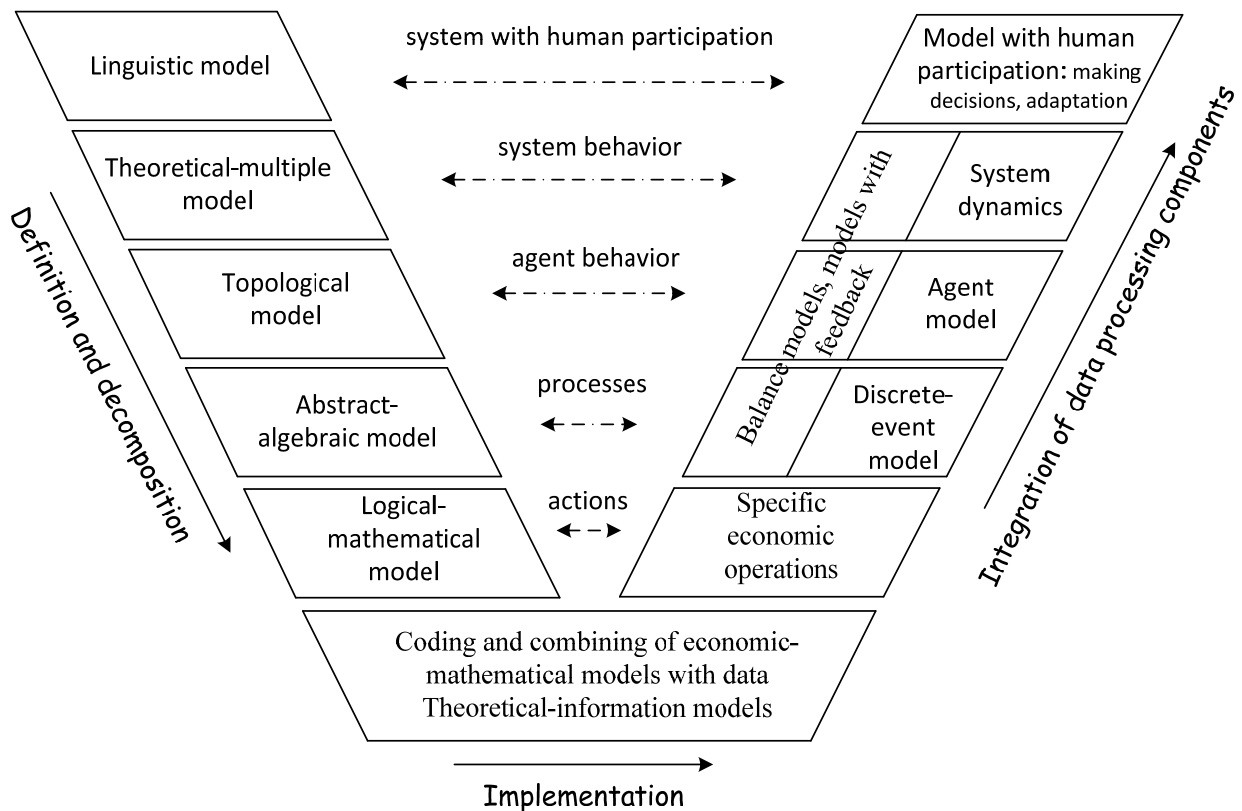 Linguistic model
system with human participation
Model with human
participation: making
decisions, adaptation
Theoretical-multiple
model
system behavior
System
dynamics
Topological
model
agent behavior
Agent
model
Balance models, models with
feedback
Abstract-
algebraic model
processes
Discrete-
event
model
Logical-
mathematical
model
actions
Specific
economic
operations
Coding and combining of economic-
mathematical models with data
Theoretical-information models
Definition and decomposition
Implementation
Integration of data processing components